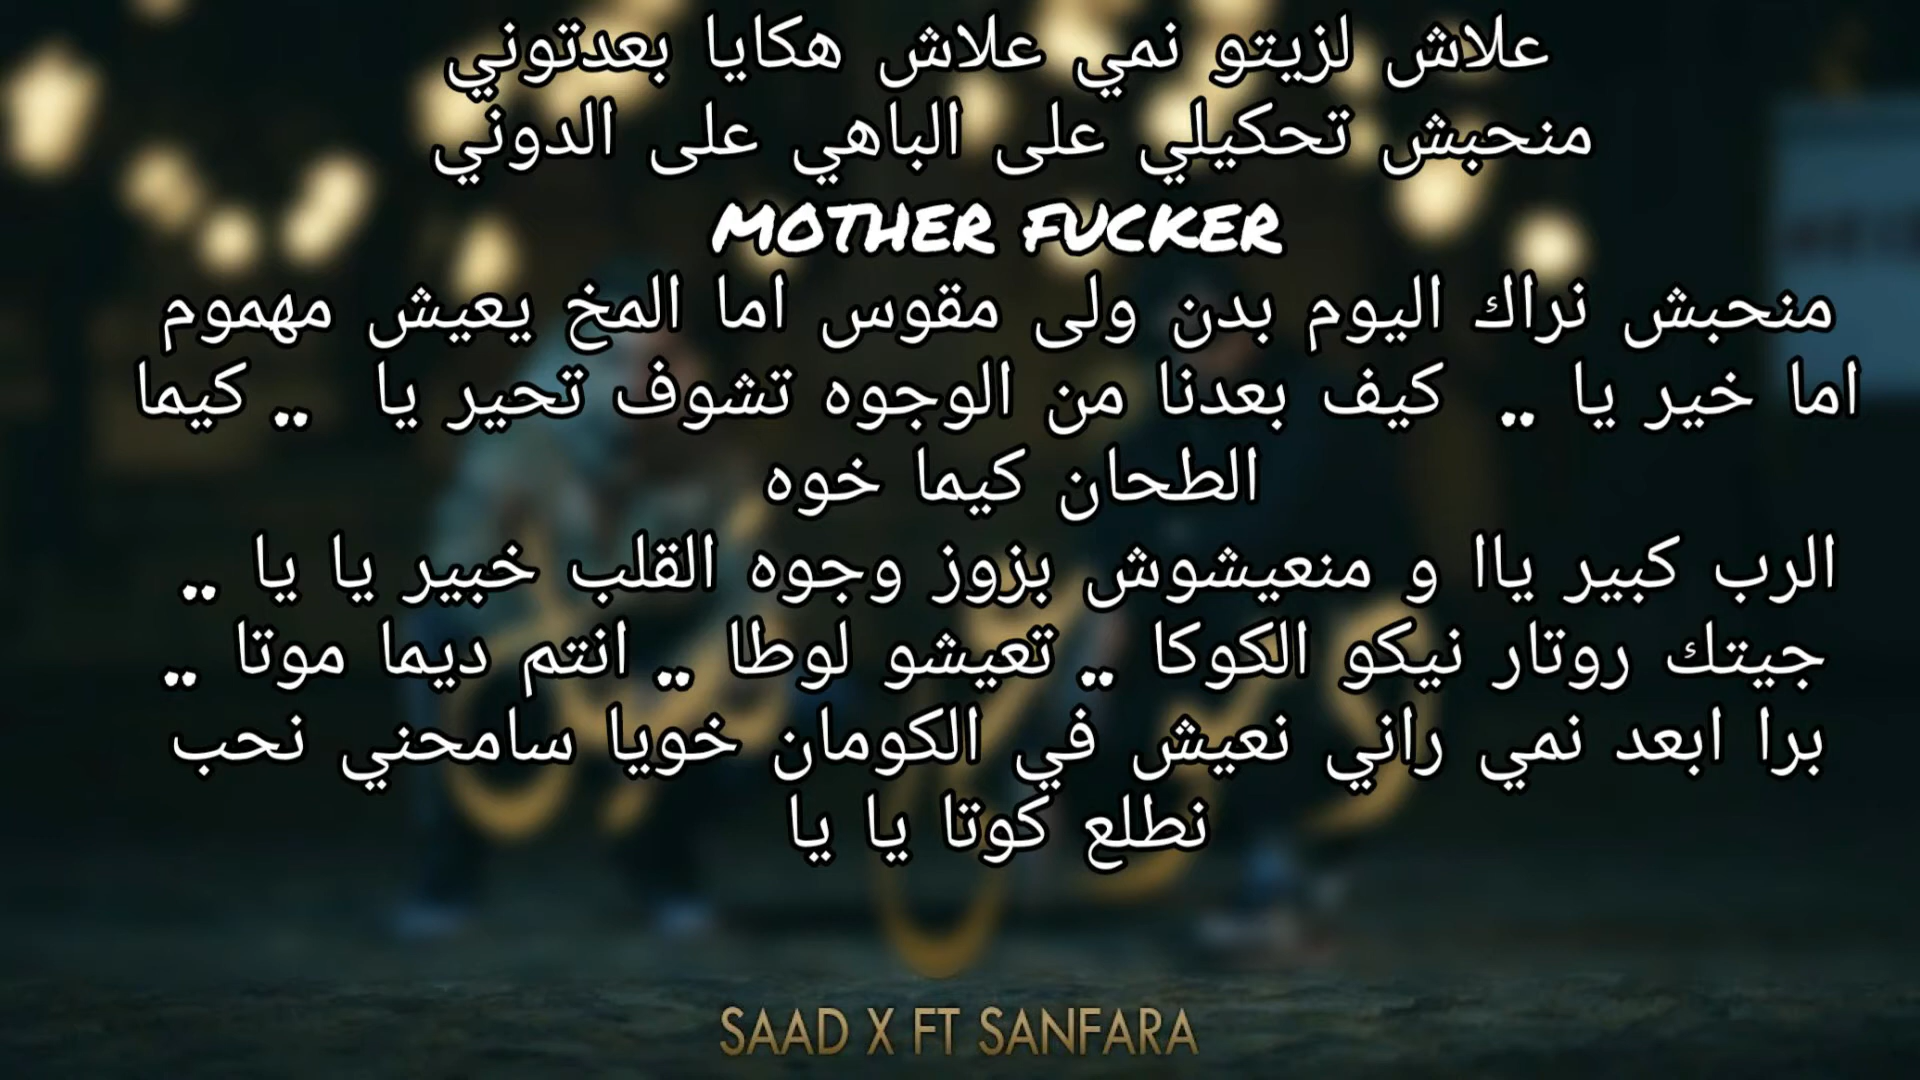 علاش لزيتو نمي علاش هكايا بعدتوني
منحبش تحكيلي على الباهي على الدوني
MOTHER FUCKER
منحبش نراك اليوم بدن ولى مقوس اما المخ يعيش مهموم
اما خير يا .. كيف بعدنا من الوجوه تشوف تحير يا .. كيما
الطحان كيما خوه
الرب كبير ياا و منعيشوش بزوز وجوه القلب خبير يا يا ..
جيتك روتار نيكو الكوكا .. تعيشو لوطا .. انتم ديما موتا ..
برا ابعد نمي راني نعيش في الكومان خويا سامحني نحب
نطلع كوتا يا يا
SAAD X FT SANFARA